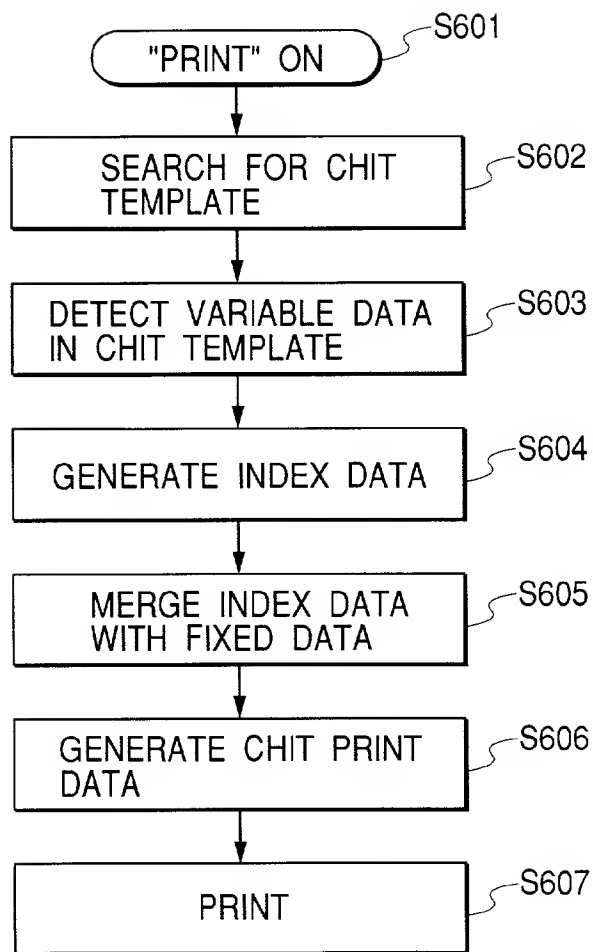 S601
"PRINT" ON
SEARCH FOR CHIT
TEMPLATE
S602
DETECT VARIABLE DATA
IN CHIT TEMPLATE
S603
GENERATE INDEX DATA
S604
MERGE INDEX DATA
WITH FIXED DATA
S605
GENERATE CHIT PRINT
DATA
S606
PRINT
S607